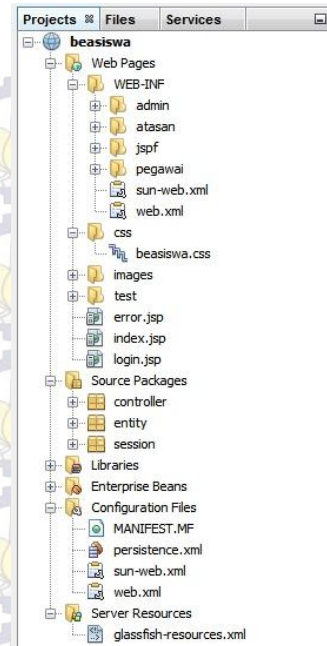 Projects Files Services
beasiswa
Web Pages
WEB-INF
admin
atasan
jspf
pegawai
sun-web.xml
web.xml
css
beasiswa.css
images
test
error.jsp
index.jsp
login.jsp
Source Packages
controller
entity
session
Libraries
Enterprise Beans
Configuration Files
MANIFEST.MF
persistence.xml
sun-web.xml
web.xml
Server Resources
glassfish-resources.xml